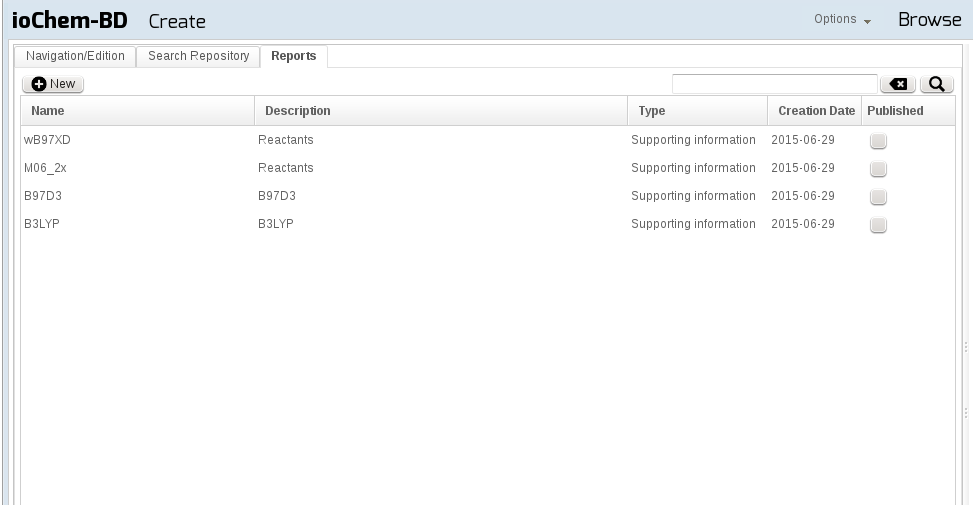 ioChem-BD Create Options Browse
Navigation/Edition Search Repository Reports
New
Name Description Type Creation Date Published
wB97XD Reactants Supporting information 2015-06-29
M06_2x Reactants Supporting information 2015-06-29
B97D3 B97D3 Supporting information 2015-06-29
B3LYP B3LYP Supporting information 2015-06-29